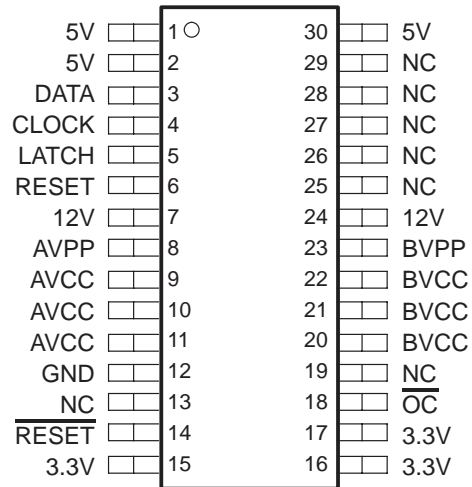 5V 1 30 5V
5V 2 29 NC
DATA 3 28 NC
CLOCK 4 27 NC
LATCH 5 26 NC
RESET 6 25 NC
12V 7 24 12V
AVPP 8 23 BVPP
AVCC 9 22 BVCC
AVCC 10 21 BVCC
AVCC 11 20 BVCC
GND 12 19 NC
NC 13 18 O̅C̅
R̅E̅S̅E̅T̅ 14 17 3.3V
3.3V 15 16 3.3V